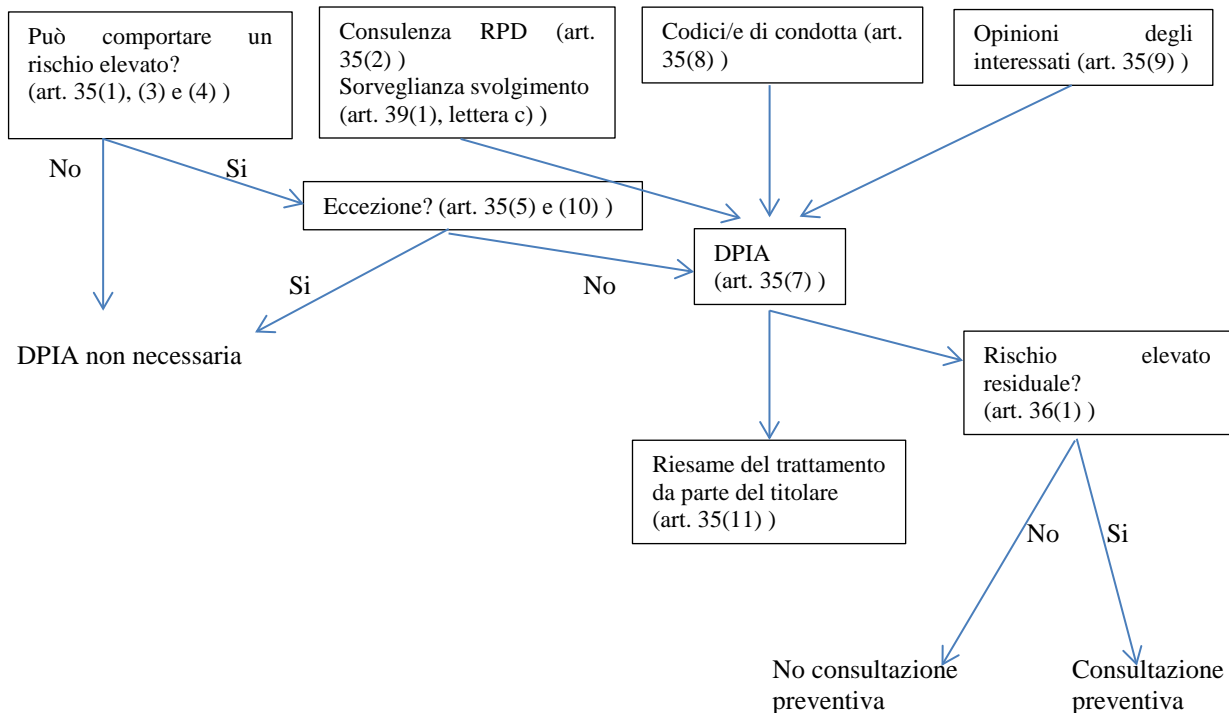 Può comportare un
rischio elevato?
(art. 35(1), (3) e (4) )
Consulenza RPD (art.
35(2) )
Sorveglianza svolgimento
(art. 39(1), lettera c) )
Codici/e di condotta (art.
35(8) )
Opinioni degli
interessati (art. 35(9) )
No
Si
Eccezione? (art. 35(5) e (10) )
Si
No
DPIA
(art. 35(7) )
DPIA non necessaria
Rischio elevato
residuale?
(art. 36(1) )
Riesame del trattamento
da parte del titolare
(art. 35(11) )
No
Si
No consultazione
preventiva
Consultazione
preventiva